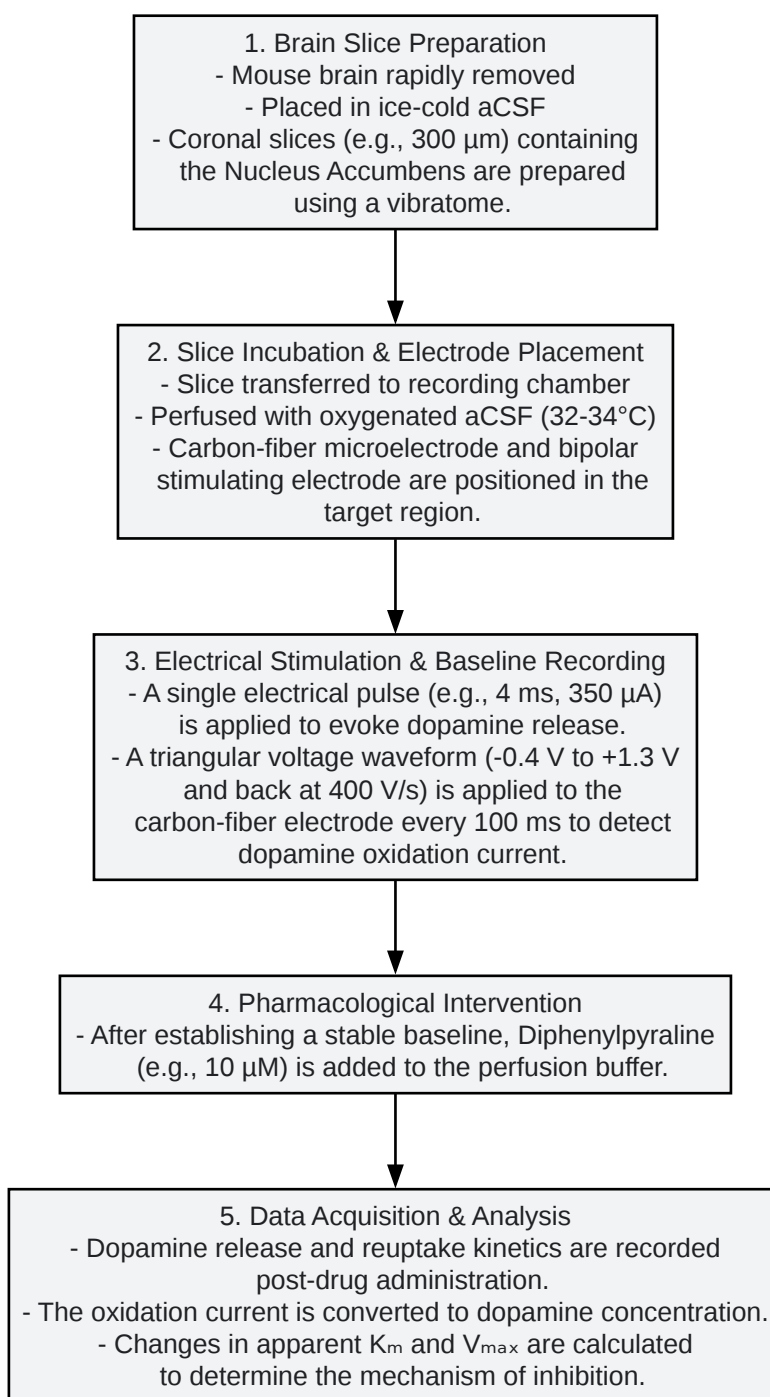 1. Brain Slice Preparation
- Mouse brain rapidly removed
- Placed in ice-cold aCSF
- Coronal slices (e.g., 300 µm) containing
the Nucleus Accumbens are prepared
using a vibratome.
2. Slice Incubation & Electrode Placement
- Slice transferred to recording chamber
- Perfused with oxygenated aCSF (32-34°C)
- Carbon-fiber microelectrode and bipolar
stimulating electrode are positioned in the
target region.
3. Electrical Stimulation & Baseline Recording
- A single electrical pulse (e.g., 4 ms, 350 µA)
is applied to evoke dopamine release.
- A triangular voltage waveform (-0.4 V to +1.3 V
and back at 400 V/s) is applied to the
carbon-fiber electrode every 100 ms to detect
dopamine oxidation current.
4. Pharmacological Intervention
- After establishing a stable baseline, Diphenylpyraline
(e.g., 10 µM) is added to the perfusion buffer.
5. Data Acquisition & Analysis
- Dopamine release and reuptake kinetics are recorded
post-drug administration.
- The oxidation current is converted to dopamine concentration.
- Changes in apparent Kₘ and Vₘₐₓ are calculated
to determine the mechanism of inhibition.